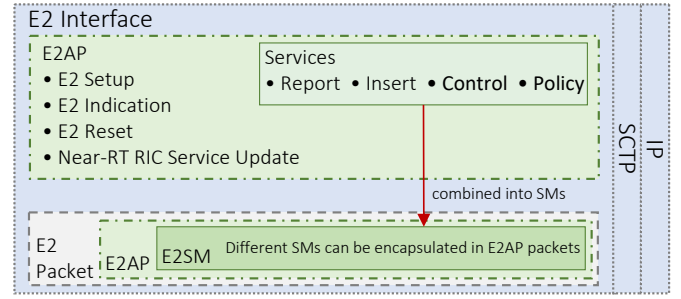 E2 Interface
E2AP
• E2 Setup
• E2 Indication
• E2 Reset
• Near-RT RIC Service Update
Services
• Report • Insert • Control • Policy
combined into SMs
E2
Packet
E2AP
E2SM
Different SMs can be encapsulated in E2AP packets
SCTP
IP